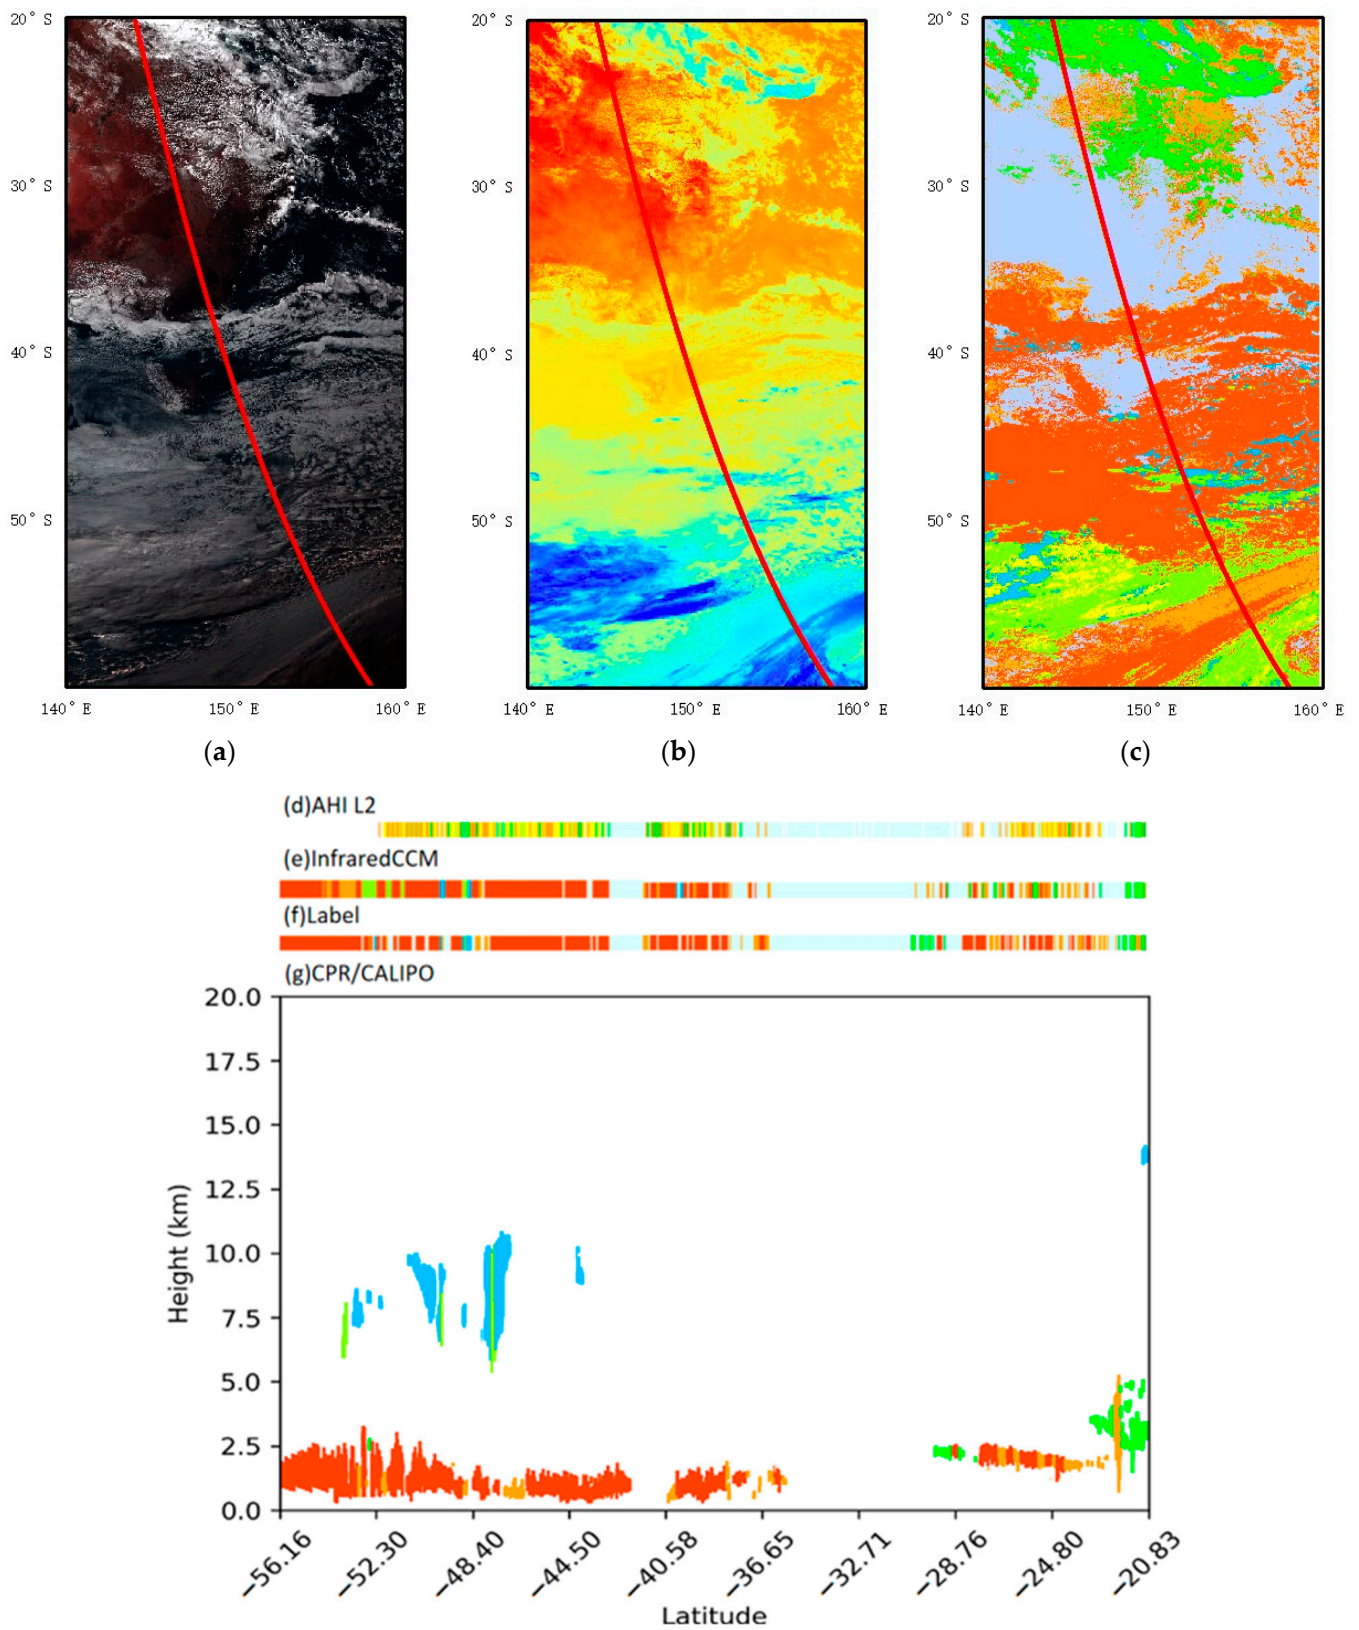 20° S 20° S 20° S
30° S 30° S 30° S
40° S 40° S 40° S
50° S 50° S 50° S
140° E 150° E 160° E 140° E 150° E 160° E 140° E 150° E 160° E
(a) (b) (c)
(d)AHI L2
(e)InfraredCCM
(f)Label
(g)CPR/CALIPO
20.0
17.5
15.0
12.5
10.0
7.5
5.0
2.5
0.0
Height (km)
−56.16 −52.30 −48.40 −44.50 −40.58 −36.65 −32.71 −28.76 −24.80 −20.83
Latitude